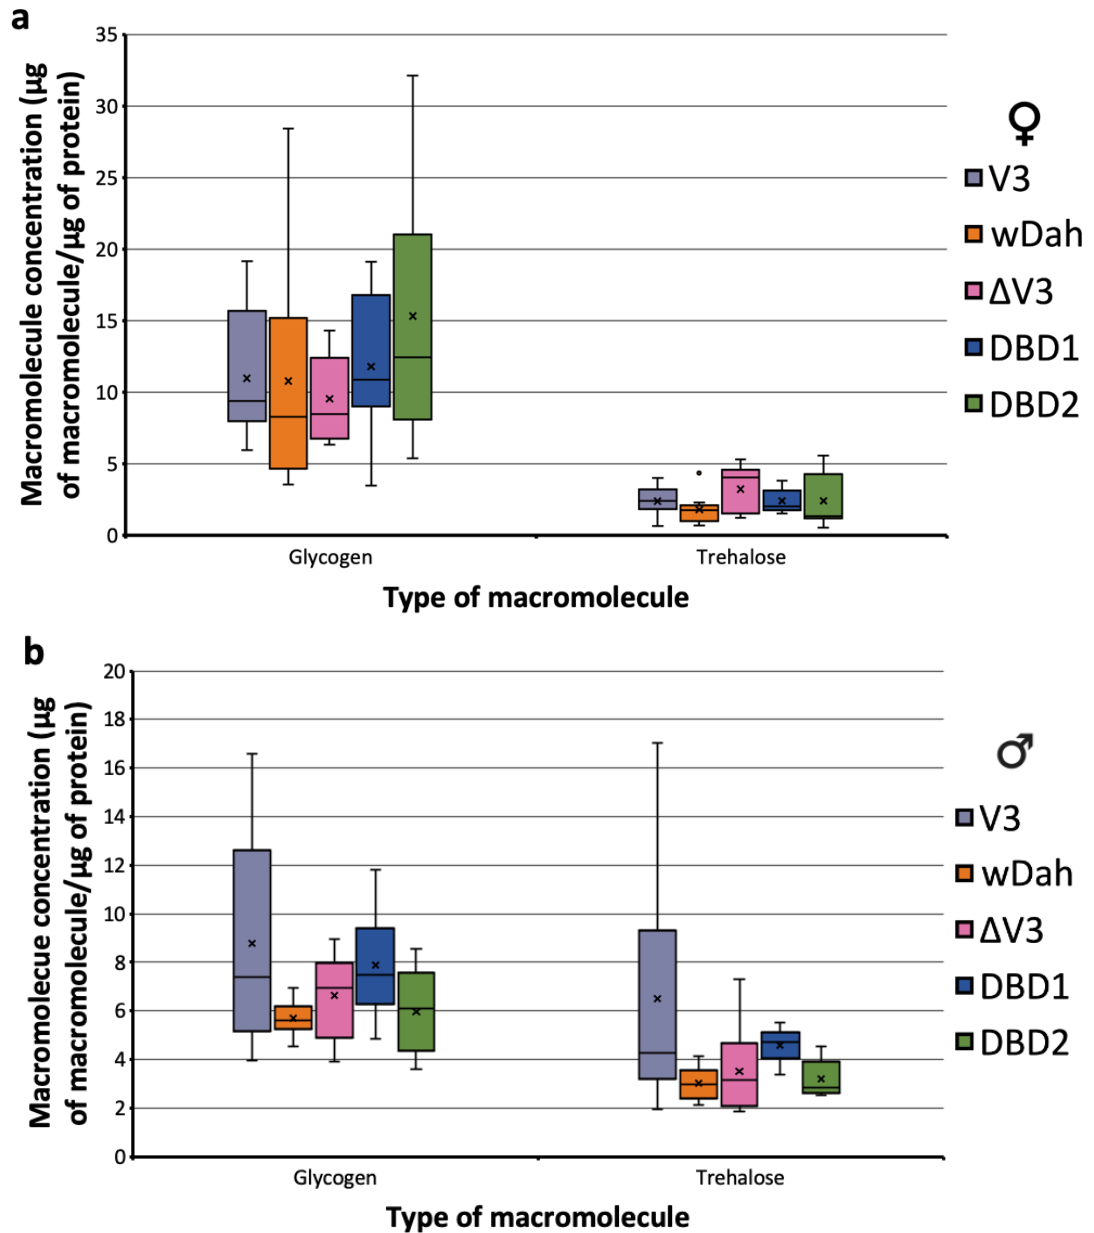 a
Macromolecule concentration (µg
of macromolecule/µg of protein)
35
30
25
20
15
10
5
0
Glycogen
Trehalose
Type of macromolecule
♀
V3
wDah
ΔV3
DBD1
DBD2
b
Macromolecue concentration (µg
of macromolecule/µg of protein)
20
18
16
14
12
10
8
6
4
2
0
Glycogen
Trehalose
Type of macromolecule
♂
V3
wDah
ΔV3
DBD1
DBD2